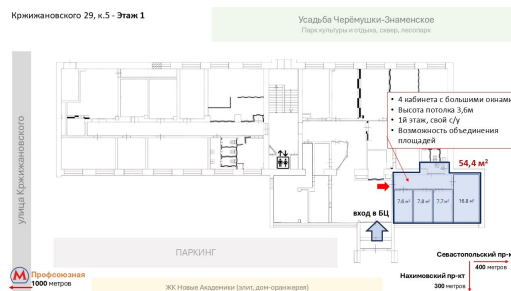 Кржижановского 29, к.5 - Этаж 1
Усадьба Черёмушки-Знаменское
Парк культуры и отдыха, сквер, лесопарк
улица Кржижановского
• 4 кабинета с большими окнами
• Высота потолка 3,6м
• 1й этаж, свой с/у
• Возможность объединения
площадей
54,4 м²
7.6 м²
7.8 м²
7.7 м²
16.8 м²
вход в БЦ
ПАРКИНГ
Севастопольский пр-к
400 метров
Нахимовский пр-кт
300 метров
М
Профсоюзная
1000 метров
ЖК Новые Академики (элит, дом-оранжерея)